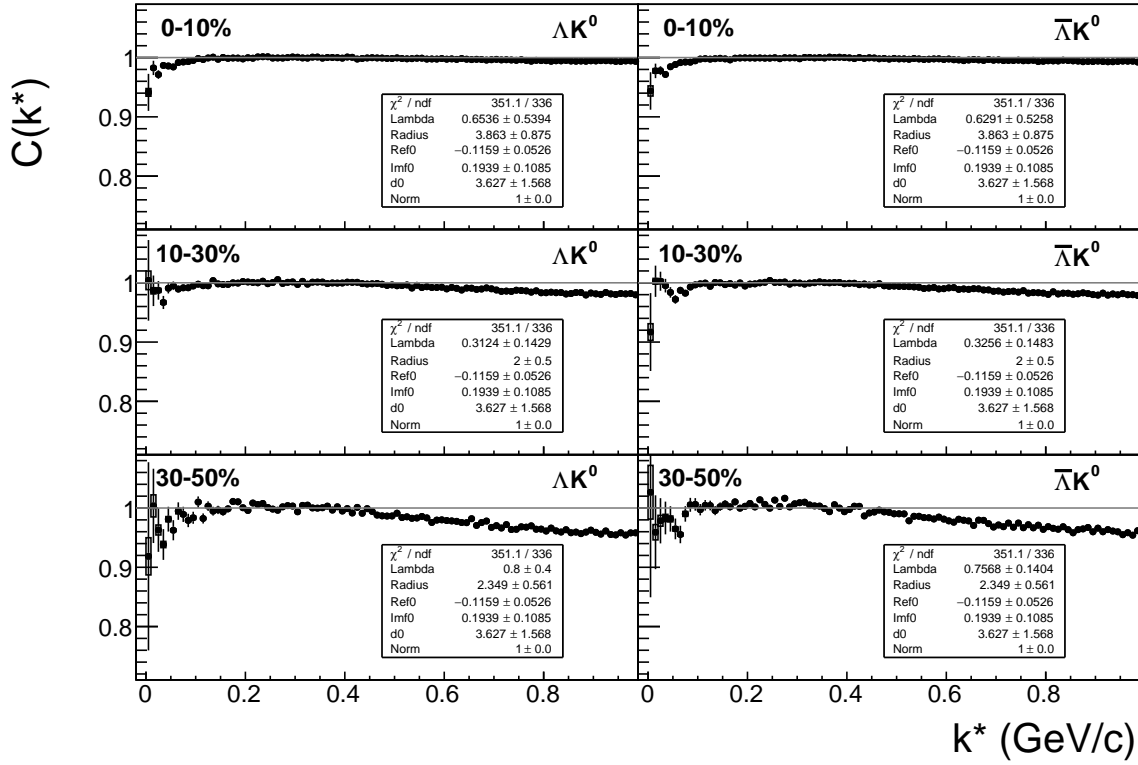 C(k*)
0-10% ΛK⁰
1
0.9
0.8
χ² / ndf 351.1 / 336
Lambda 0.6536 ± 0.5394
Radius 3.863 ± 0.875
Ref0 −0.1159 ± 0.0526
Imf0 0.1939 ± 0.1085
d0 3.627 ± 1.568
Norm 1 ± 0.0
0-10% Λ̅K⁰
χ² / ndf 351.1 / 336
Lambda 0.6291 ± 0.5258
Radius 3.863 ± 0.875
Ref0 −0.1159 ± 0.0526
Imf0 0.1939 ± 0.1085
d0 3.627 ± 1.568
Norm 1 ± 0.0
10-30% ΛK⁰
1
0.9
0.8
χ² / ndf 351.1 / 336
Lambda 0.3124 ± 0.1429
Radius 2 ± 0.5
Ref0 −0.1159 ± 0.0526
Imf0 0.1939 ± 0.1085
d0 3.627 ± 1.568
Norm 1 ± 0.0
10-30% Λ̅K⁰
χ² / ndf 351.1 / 336
Lambda 0.3256 ± 0.1483
Radius 2 ± 0.5
Ref0 −0.1159 ± 0.0526
Imf0 0.1939 ± 0.1085
d0 3.627 ± 1.568
Norm 1 ± 0.0
30-50% ΛK⁰
1
0.9
0.8
χ² / ndf 351.1 / 336
Lambda 0.8 ± 0.4
Radius 2.349 ± 0.561
Ref0 −0.1159 ± 0.0526
Imf0 0.1939 ± 0.1085
d0 3.627 ± 1.568
Norm 1 ± 0.0
30-50% Λ̅K⁰
χ² / ndf 351.1 / 336
Lambda 0.7568 ± 0.1404
Radius 2.349 ± 0.561
Ref0 −0.1159 ± 0.0526
Imf0 0.1939 ± 0.1085
d0 3.627 ± 1.568
Norm 1 ± 0.0
0 0.2 0.4 0.6 0.8 0 0.2 0.4 0.6 0.8
k* (GeV/c)